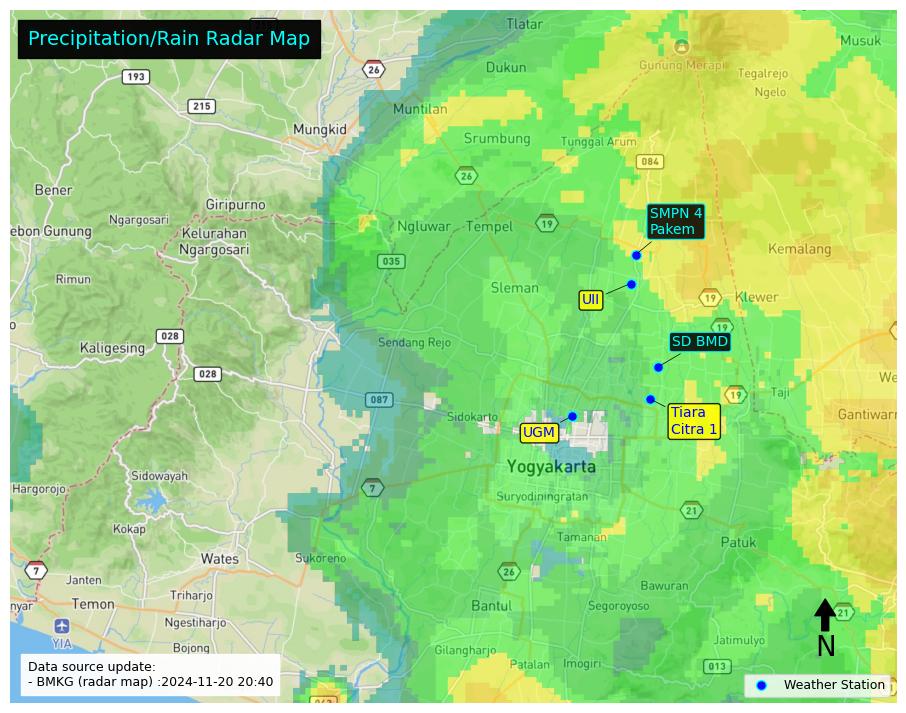 Precipitation/Rain Radar Map
Tlatar
Musuk
26
Gunung Merapi
193
Dukun
Tegalrejo
Ngelo
215
Muntilan
Mungkid
Srumbung
Tunggal Arum
084
26
Bener
Giripurno
SMPN 4
Pakem
Ngargosari
Ngluwar
Tempel
19
ebon Gunung
Kelurahan
Ngargosari
Kemalang
035
Rimun
Sleman
UII
19
Klewer
19
028
Kaligesing
Sendang Rejo
SD BMD
028
087
19
Taji
We
Tiara
Citra 1
Gantiwarn
Sidokarto
UGM
Yogyakarta
Sidowayah
Hargorojo
7
Suryodiningratan
21
Kokap
Tamanan
Patuk
Wates
Sukoreno
7
26
Janten
Bawuran
Triharjo
nyar
Temon
Bantul
Segoroyoso
21
Ngestiharjo
YIA
Jatimulyo
N
Bojong
Gilangharjo
Patalan
Imogiri
013
Data source update:
- BMKG (radar map) :2024-11-20 20:40
Weather Station